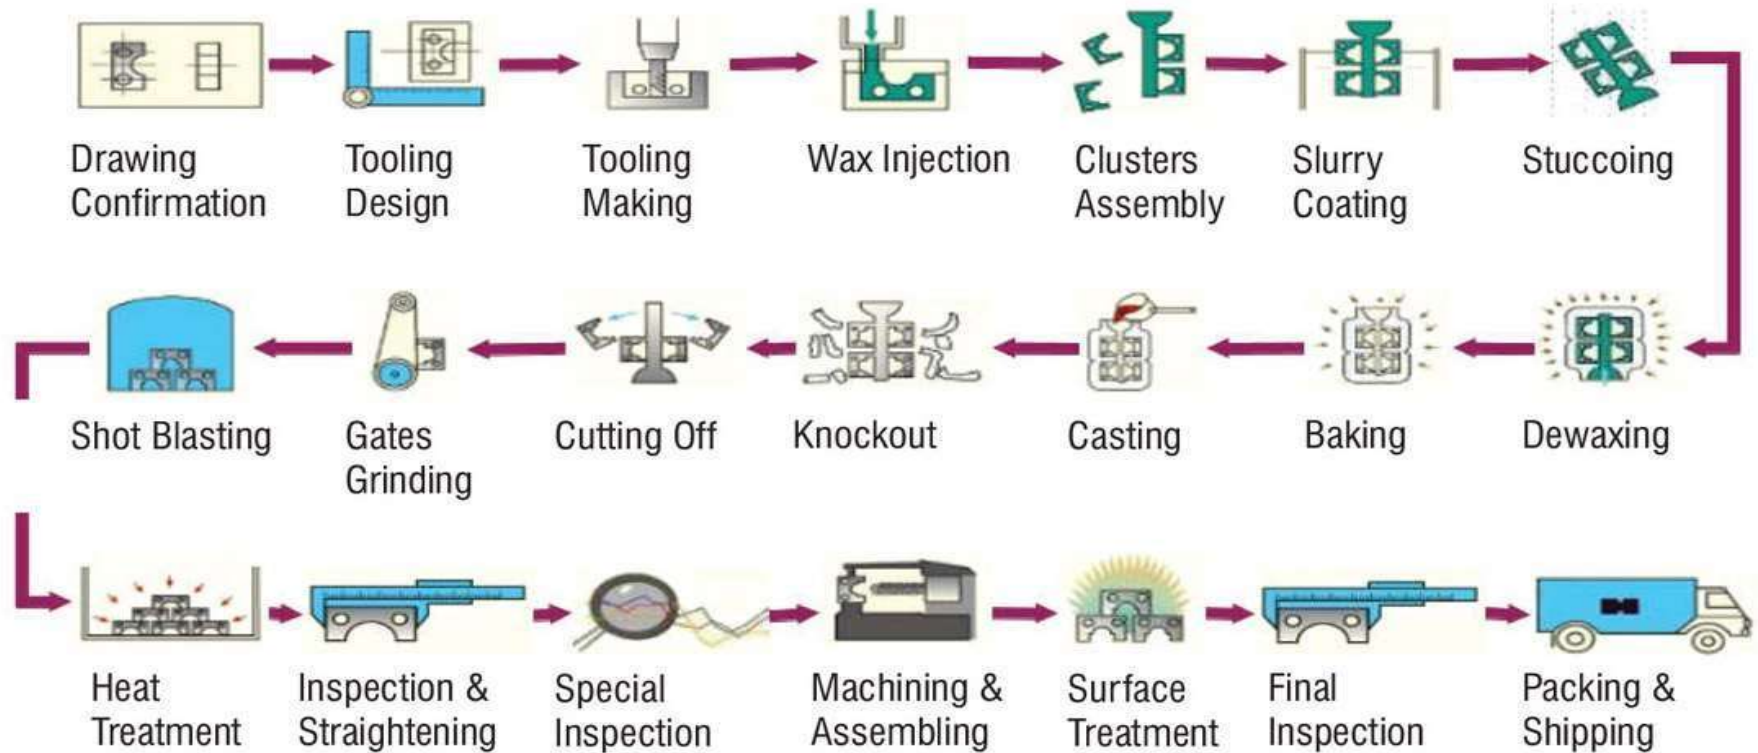 Drawing
Confirmation
Tooling
Design
Tooling
Making
Wax Injection
Clusters
Assembly
Slurry
Coating
Stuccoing
Shot Blasting
Gates
Grinding
Cutting Off
Knockout
Casting
Baking
Dewaxing
Heat
Treatment
Inspection &
Straightening
Special
Inspection
Machining &
Assembling
Surface
Treatment
Final
Inspection
Packing &
Shipping